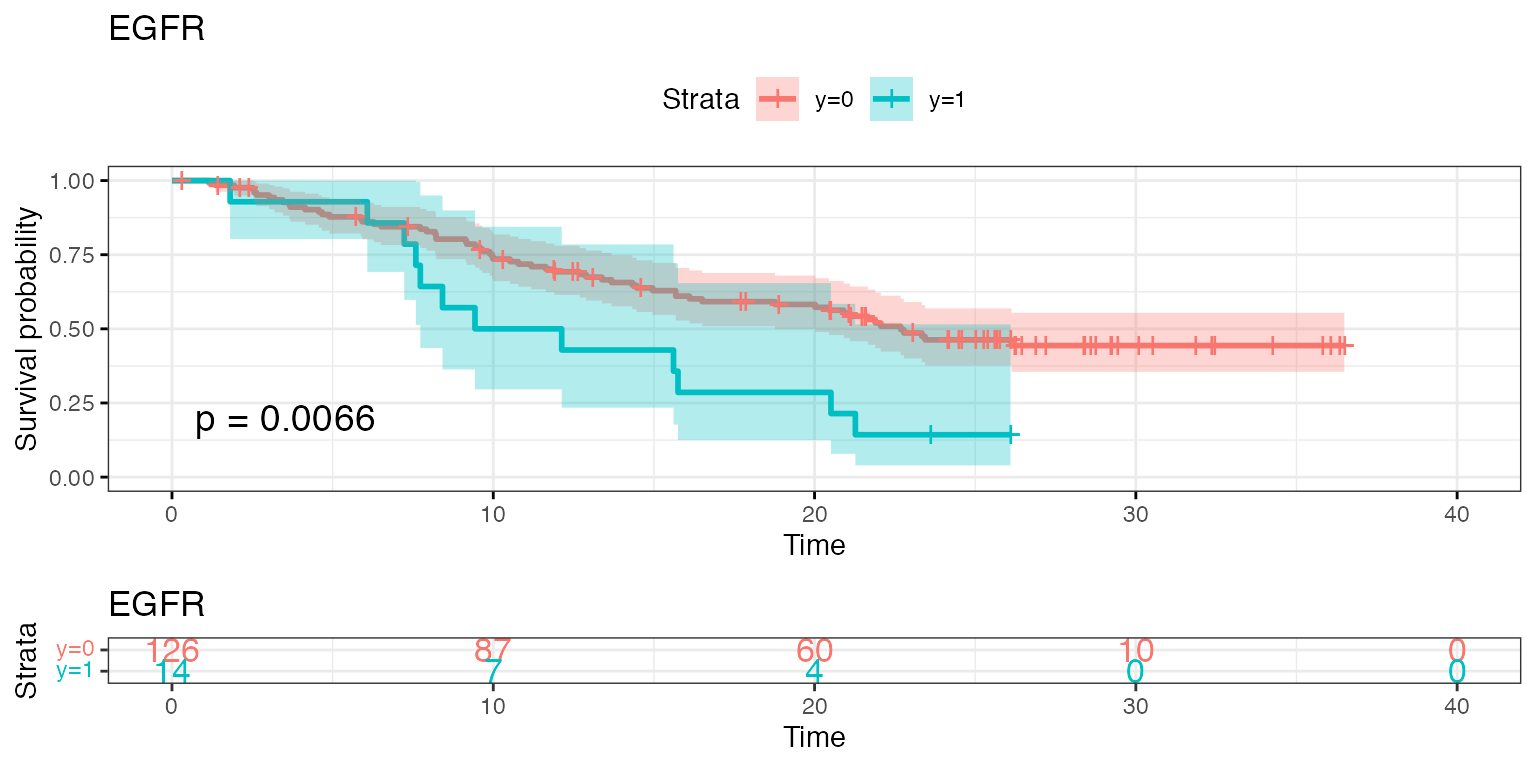 EGFR
Strata y=0 y=1
Survival probability
1.00
0.75
0.50
0.25
0.00
p = 0.0066
0 10 20 30 40
Time
EGFR
Strata
y=0 126 87 60 10 0
y=1 14 7 4 0 0
0 10 20 30 40
Time